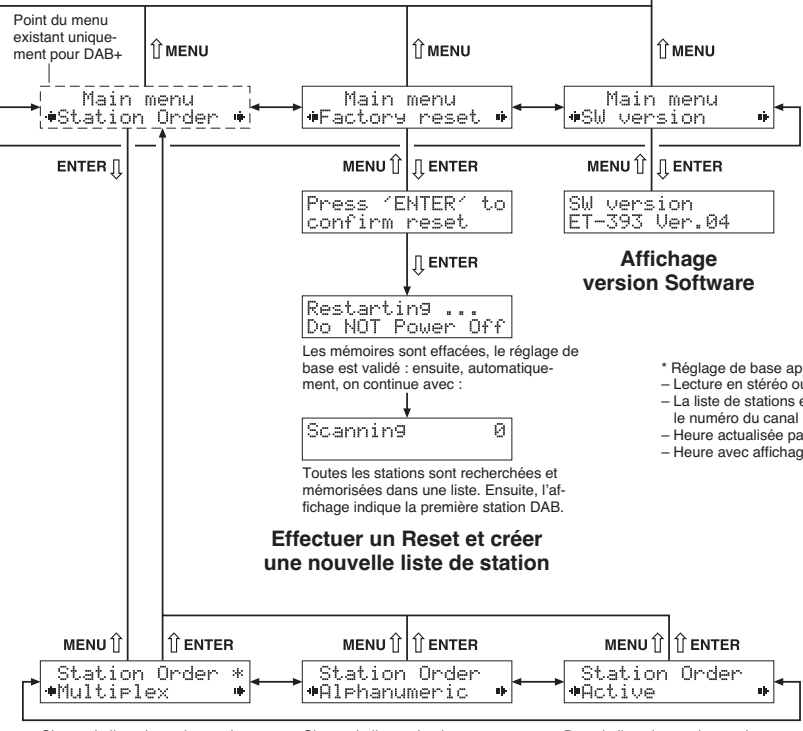 Point du menu
existant unique-
ment pour DAB+
MENU
MENU
MENU
Main menu
Station Order
Main menu
Factory reset
Main menu
SW version
ENTER
MENU ENTER
MENU ENTER
Press ´ENTER´ to
confirm reset
SW version
ET-393 Ver.04
Affichage
version Software
ENTER
Restarting ...
Do NOT Power Off
Les mémoires sont effacées, le réglage de
base est validé : ensuite, automatique-
ment, on continue avec :
* Réglage de base ap
– Lecture en stéréo ou
– La liste de stations e
le numéro du canal
– Heure actualisée pa
– Heure avec affichag
Scanning 0
Toutes les stations sont recherchées et
mémorisées dans une liste. Ensuite, l'af-
fichage indique la première station DAB.
Effectuer un Reset et créer
une nouvelle liste de station
MENU ENTER
MENU ENTER
MENU ENTER
Station Order *
Multiplex
Station Order
Alphanumeric
Station Order
Active